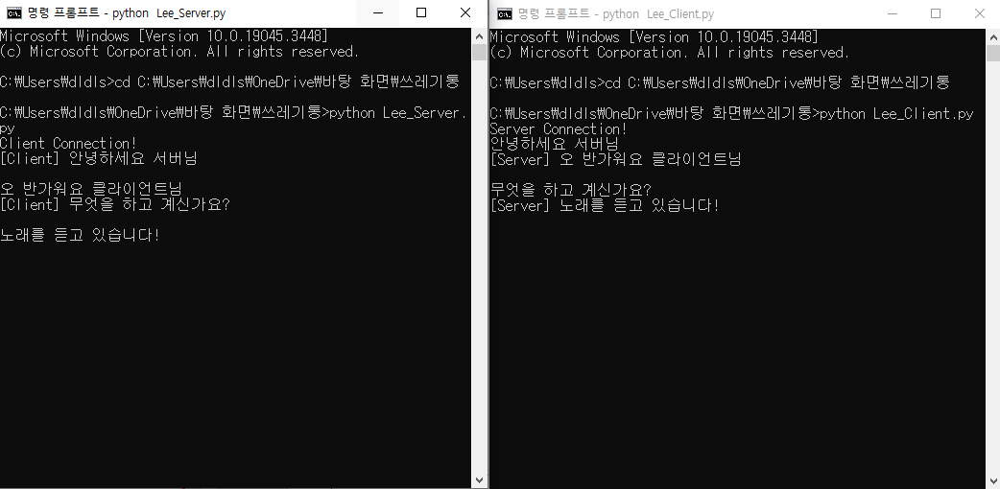 명령 프롬프트 - python  Lee_Server.py
Microsoft Windows [Version 10.0.19045.3448]
(c) Microsoft Corporation. All rights reserved.
C:₩Users₩dldls>cd C:₩Users₩dldls₩OneDrive₩바탕 화면₩쓰레기통
C:₩Users₩dldls₩OneDrive₩바탕 화면₩쓰레기통>python Lee_Server.
py
Client Connection!
[Client] 안녕하세요 서버님
오 반가워요 클라이언트님
[Client] 무엇을 하고 계신가요?
노래를 듣고 있습니다!
명령 프롬프트 - python  Lee_Client.py
Microsoft Windows [Version 10.0.19045.3448]
(c) Microsoft Corporation. All rights reserved.
C:₩Users₩dldls>cd C:₩Users₩dldls₩OneDrive₩바탕 화면₩쓰레기통
C:₩Users₩dldls₩OneDrive₩바탕 화면₩쓰레기통>python Lee_Client.py
Server Connection!
안녕하세요 서버님
[Server] 오 반가워요 클라이언트님
무엇을 하고 계신가요?
[Server] 노래를 듣고 있습니다!